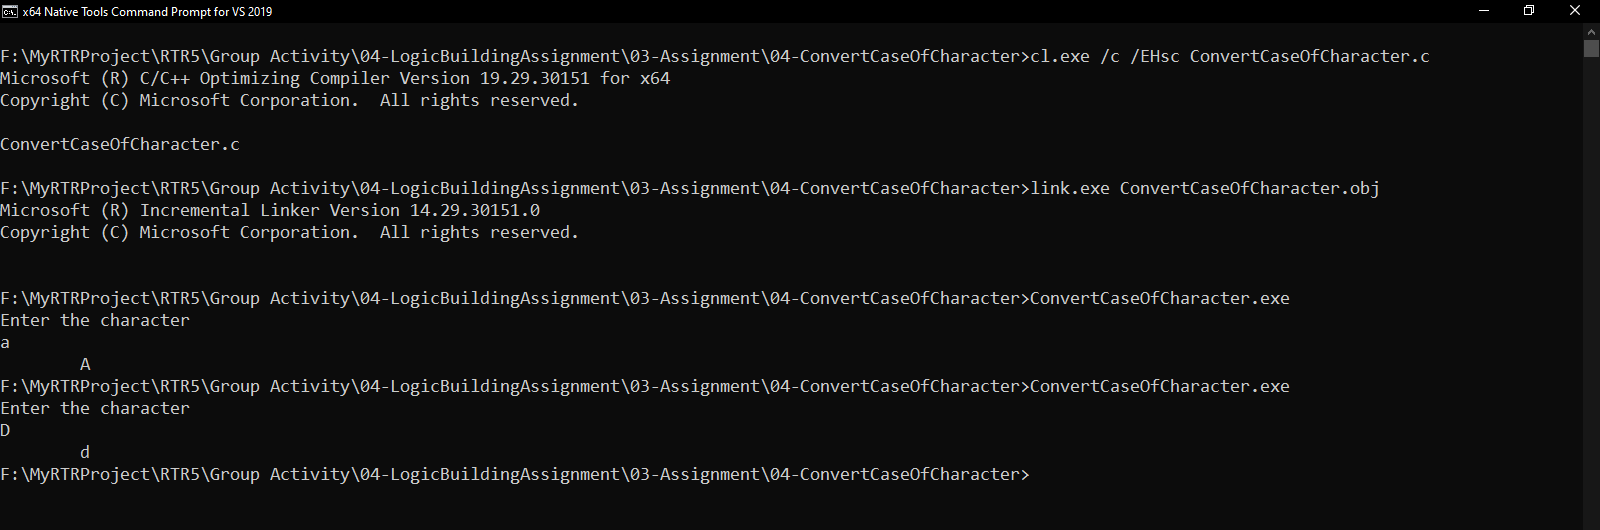 x64 Native Tools Command Prompt for VS 2019
F:\MyRTRProject\RTR5\Group Activity\04-LogicBuildingAssignment\03-Assignment\04-ConvertCaseOfCharacter>cl.exe /c /EHsc ConvertCaseOfCharacter.c
Microsoft (R) C/C++ Optimizing Compiler Version 19.29.30151 for x64
Copyright (C) Microsoft Corporation.  All rights reserved.
ConvertCaseOfCharacter.c
F:\MyRTRProject\RTR5\Group Activity\04-LogicBuildingAssignment\03-Assignment\04-ConvertCaseOfCharacter>link.exe ConvertCaseOfCharacter.obj
Microsoft (R) Incremental Linker Version 14.29.30151.0
Copyright (C) Microsoft Corporation.  All rights reserved.
F:\MyRTRProject\RTR5\Group Activity\04-LogicBuildingAssignment\03-Assignment\04-ConvertCaseOfCharacter>ConvertCaseOfCharacter.exe
Enter the character
a
        A
F:\MyRTRProject\RTR5\Group Activity\04-LogicBuildingAssignment\03-Assignment\04-ConvertCaseOfCharacter>ConvertCaseOfCharacter.exe
Enter the character
D
        d
F:\MyRTRProject\RTR5\Group Activity\04-LogicBuildingAssignment\03-Assignment\04-ConvertCaseOfCharacter>